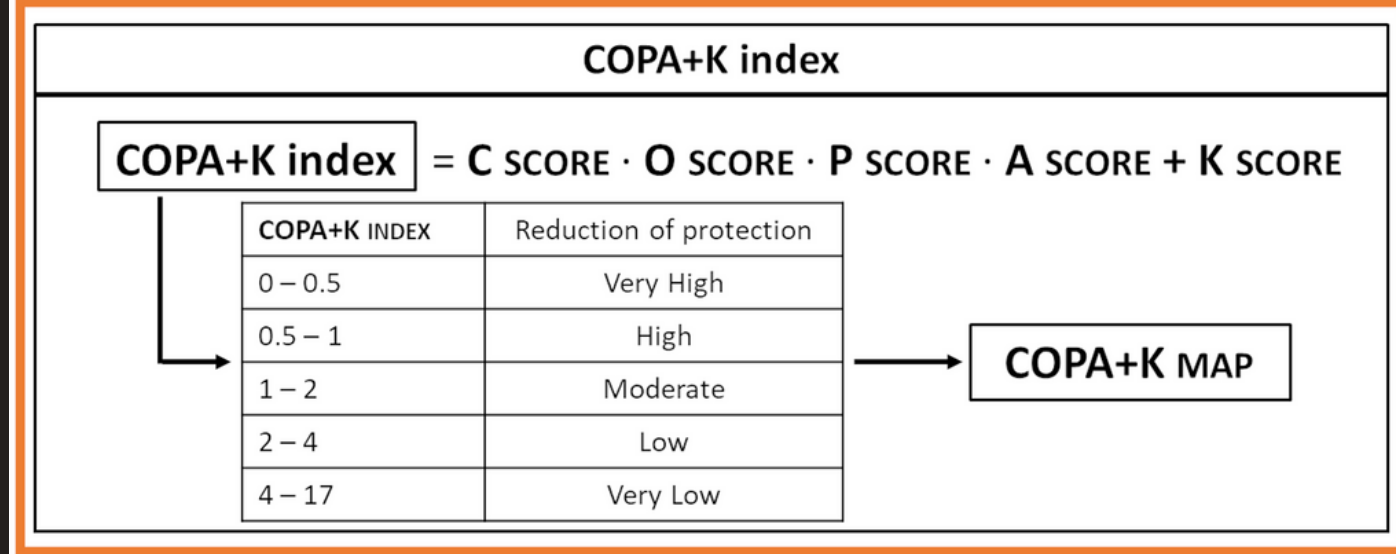 COPA+K index
COPA+K index = C SCORE · O SCORE · P SCORE · A SCORE + K SCORE
COPA+K INDEX Reduction of protection
0 – 0.5 Very High
0.5 – 1 High
1 – 2 Moderate
2 – 4 Low
4 – 17 Very Low
COPA+K MAP